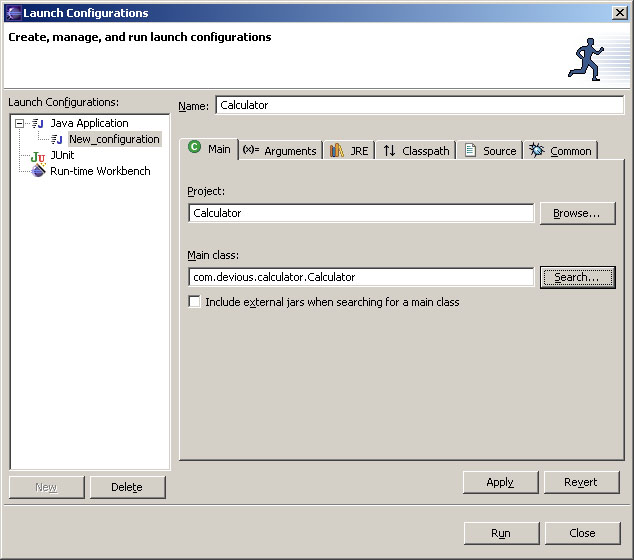 Launch Configurations
Create, manage, and run launch configurations
Launch Configurations:
Java Application
New_configuration
JUnit
Run-time Workbench
New
Delete
Name: Calculator
Main (x)= Arguments JRE Classpath Source Common
Project:
Calculator
Browse...
Main class:
com.devious.calculator.Calculator
Search...
Include external jars when searching for a main class
Apply Revert
Run Close